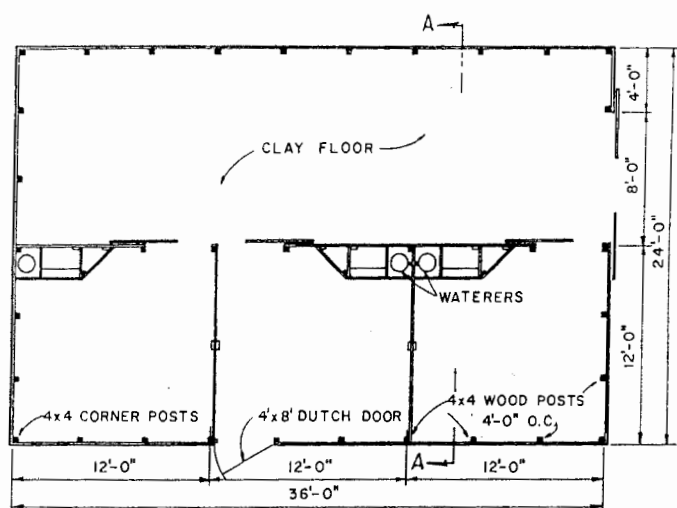 A
4'-0"
CLAY FLOOR
8'-0"
24'-0"
WATERERS
12'-0"
4x4 CORNER POSTS
4'x8' DUTCH DOOR
4x4 WOOD POSTS
4'-0" O.C.
A
12'-0"
12'-0"
12'-0"
36'-0"